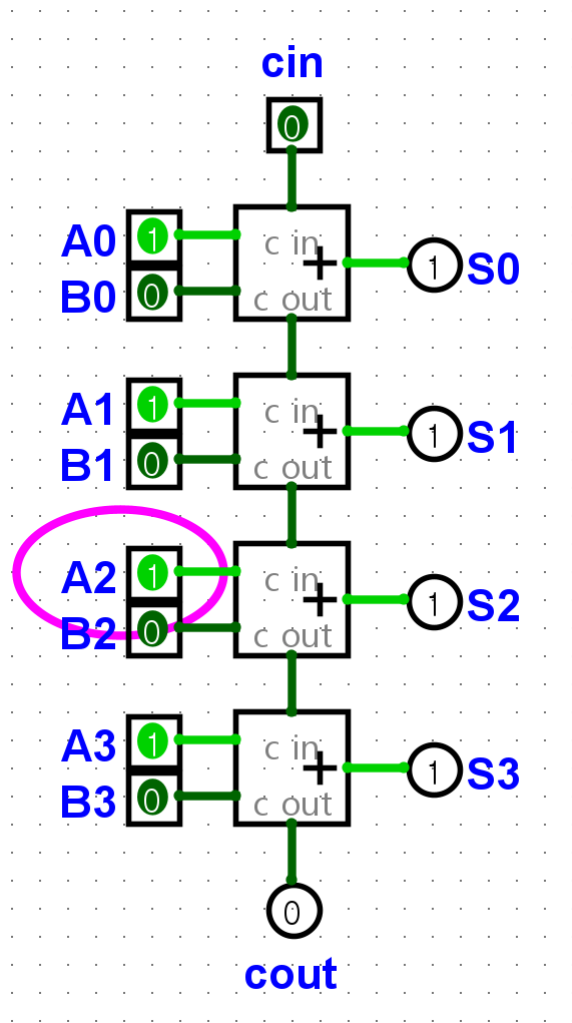 cin
0
A0 1 c in + 1 S0
B0 0 c out
A1 1 c in + 1 S1
B1 0 c out
A2 1 c in + 1 S2
B2 0 c out
A3 1 c in + 1 S3
B3 0 c out
0
cout